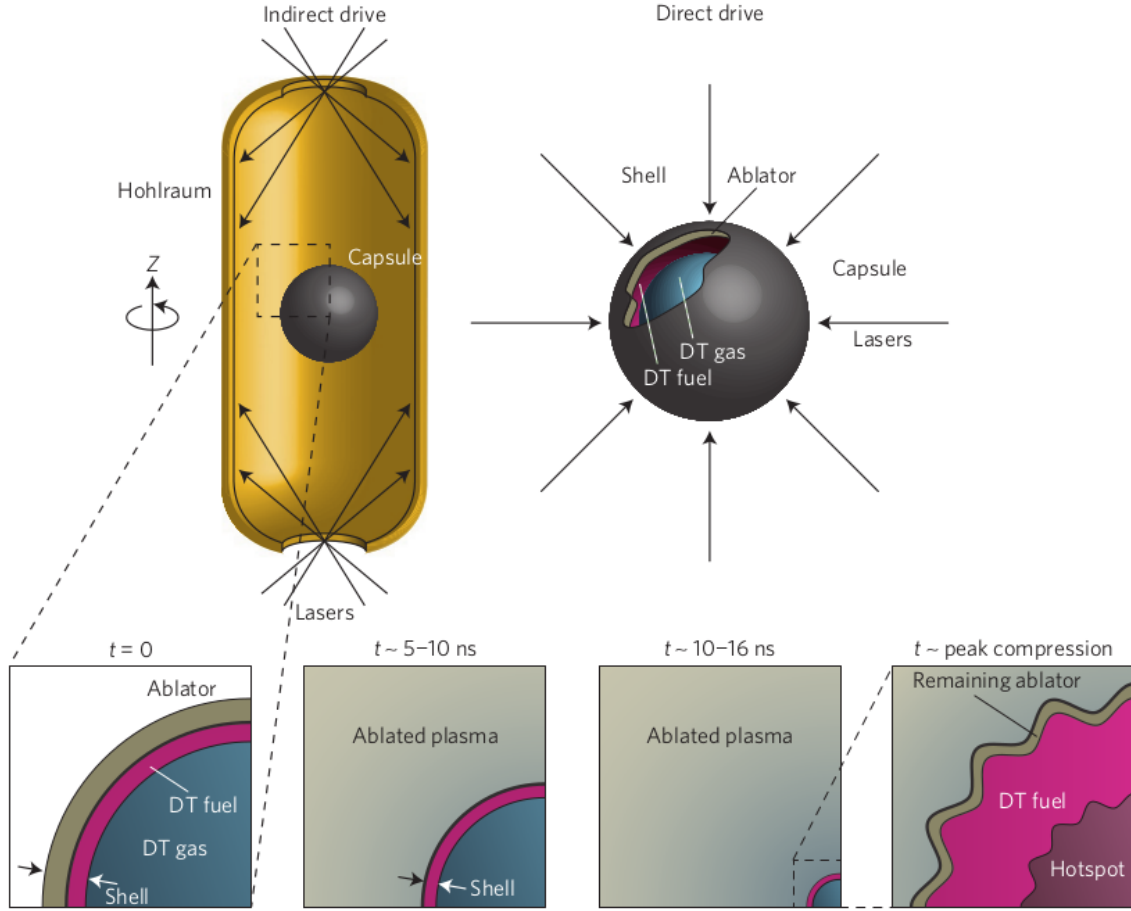 Indirect drive
Direct drive
Hohlraum
Z
Capsule
Lasers
Shell
Ablator
Capsule
Lasers
DT gas
DT fuel
t = 0
Ablator
DT fuel
DT gas
Shell
t ~ 5–10 ns
Ablated plasma
Shell
t ~ 10–16 ns
Ablated plasma
t ~ peak compression
Remaining ablator
DT fuel
Hotspot